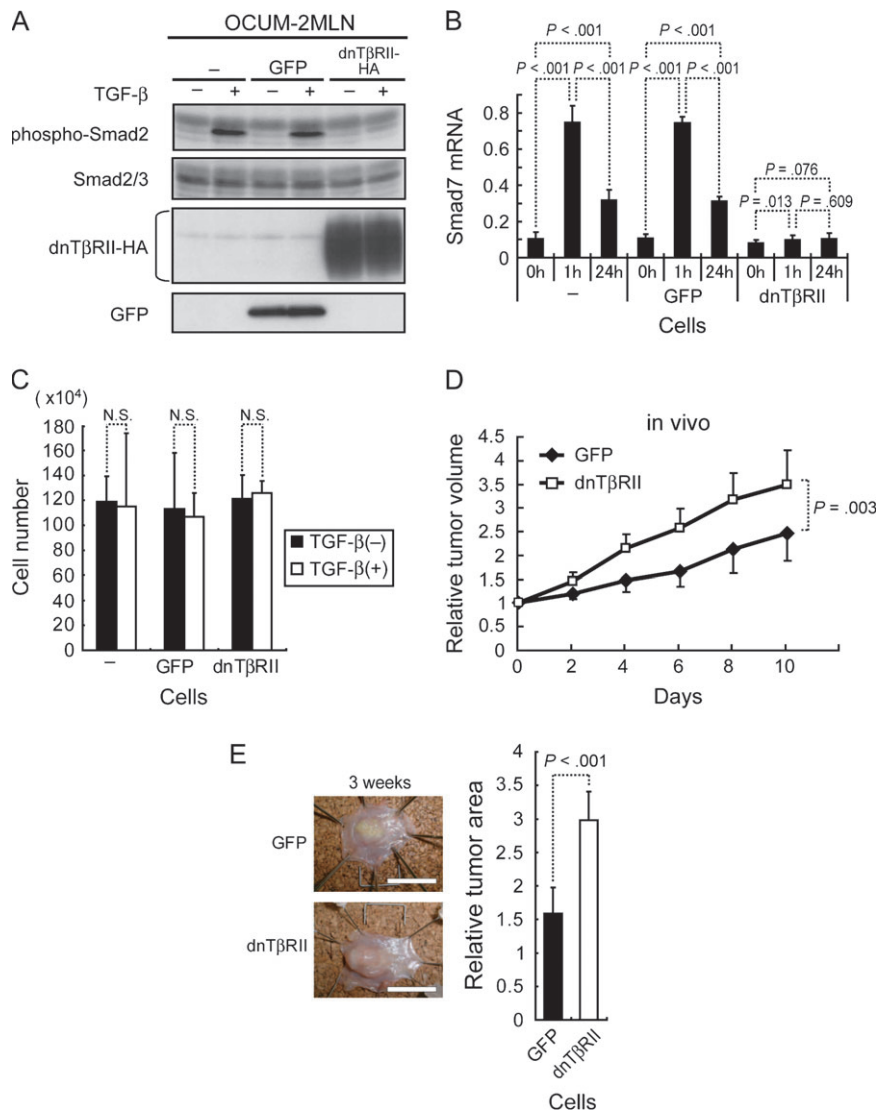 A
OCUM-2MLN
– GFP dnTβRII-HA
TGF-β – + – + – +
phospho-Smad2
Smad2/3
dnTβRII-HA
GFP
B
P < .001 P < .001
P < .001 P < .001 P < .001 P < .001
P = .076
P = .013 P = .609
Smad7 mRNA
0.8
0.6
0.4
0.2
0
0h 1h 24h 0h 1h 24h 0h 1h 24h
– GFP dnTβRII
Cells
C
( x10⁴)
N.S. N.S. N.S.
Cell number
180
160
140
120
100
80
60
40
20
0
– GFP dnTβRII
Cells
TGF-β(–)
TGF-β(+)
D
in vivo
Relative tumor volume
4.5
4
3.5
3
2.5
2
1.5
1
0.5
0
GFP
dnTβRII
P = .003
0 2 4 6 8 10
Days
E
3 weeks
GFP
dnTβRII
Relative tumor area
4
3.5
3
2.5
2
1.5
1
0.5
0
P < .001
GFP dnTβRII
Cells